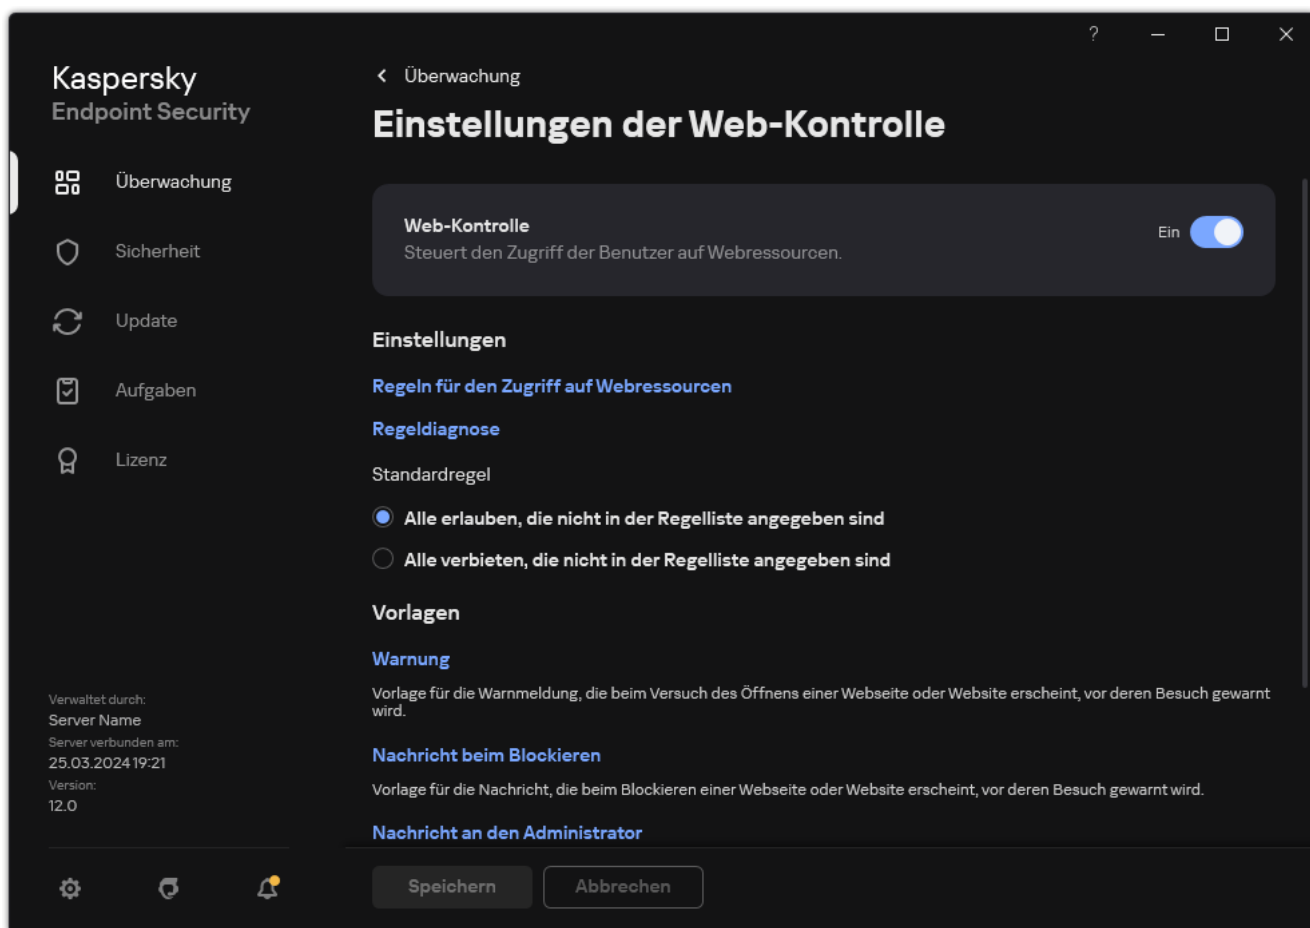 ?
Kaspersky
Endpoint Security
Überwachung
Sicherheit
Update
Aufgaben
Lizenz
Verwaltet durch:
Server Name
Server verbunden am:
25.03.2024 19:21
Version:
12.0
Überwachung
Einstellungen der Web-Kontrolle
Web-Kontrolle
Steuert den Zugriff der Benutzer auf Webressourcen.
Ein
Einstellungen
Regeln für den Zugriff auf Webressourcen
Regeldiagnose
Standardregel
Alle erlauben, die nicht in der Regelliste angegeben sind
Alle verbieten, die nicht in der Regelliste angegeben sind
Vorlagen
Warnung
Vorlage für die Warnmeldung, die beim Versuch des Öffnens einer Webseite oder Website erscheint, vor deren Besuch gewarnt
wird.
Nachricht beim Blockieren
Vorlage für die Nachricht, die beim Blockieren einer Webseite oder Website erscheint, vor deren Besuch gewarnt wird.
Nachricht an den Administrator
Speichern
Abbrechen